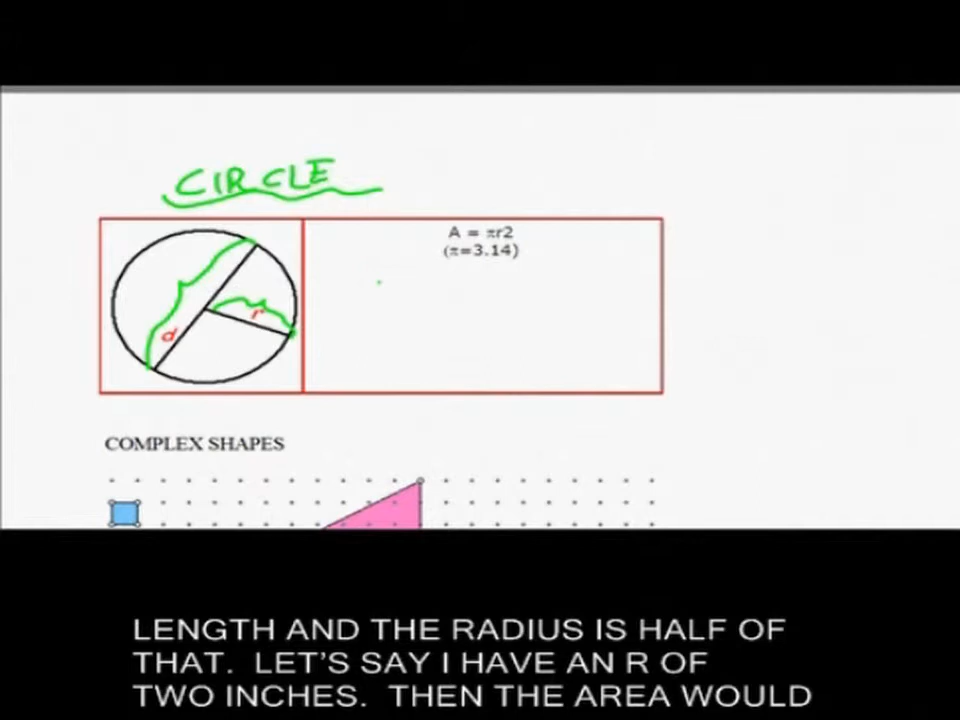 CIRCLE
A = πr2
(π=3.14)
d
r
COMPLEX SHAPES
LENGTH AND THE RADIUS IS HALF OF
THAT. LET'S SAY I HAVE AN R OF
TWO INCHES. THEN THE AREA WOULD